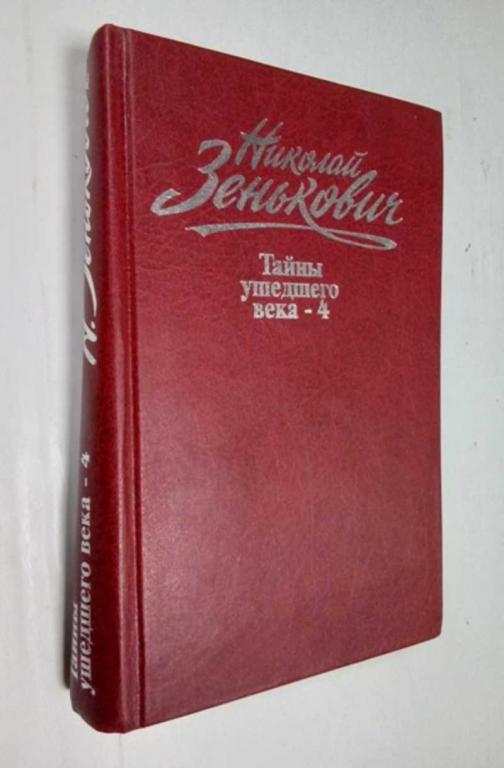 Николай
Зенькович
Тайны
ушедшего
века - 4
Н. Зенькович
Тайны
ушедшего века - 4